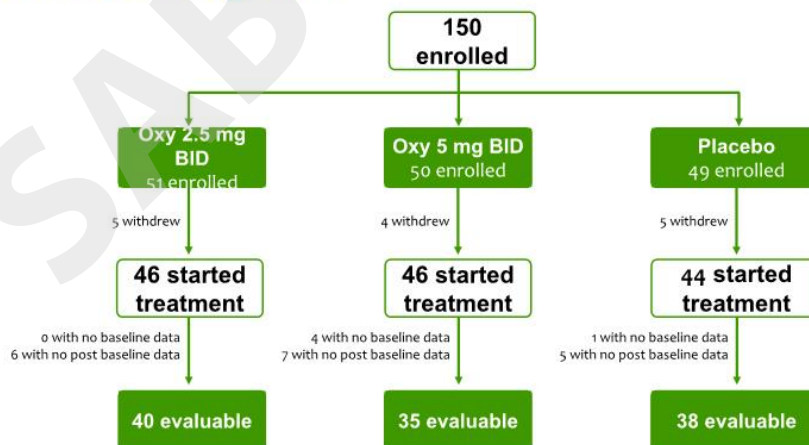 150
enrolled
Oxy 2.5 mg
BID
51 enrolled
Oxy 5 mg BID
50 enrolled
Placebo
49 enrolled
5 withdrew
4 withdrew
5 withdrew
46 started
treatment
46 started
treatment
44 started
treatment
0 with no baseline data
6 with no post baseline data
4 with no baseline data
7 with no post baseline data
1 with no baseline data
5 with no post baseline data
40 evaluable
35 evaluable
38 evaluable
SAB